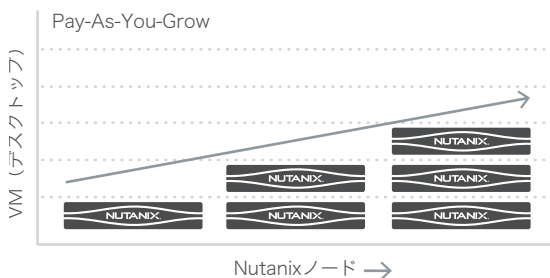 Pay-As-You-Grow
VM（デスクトップ）
NUTANIX.
NUTANIX.
NUTANIX.
NUTANIX.
NUTANIX.
NUTANIX.
Nutanixノード